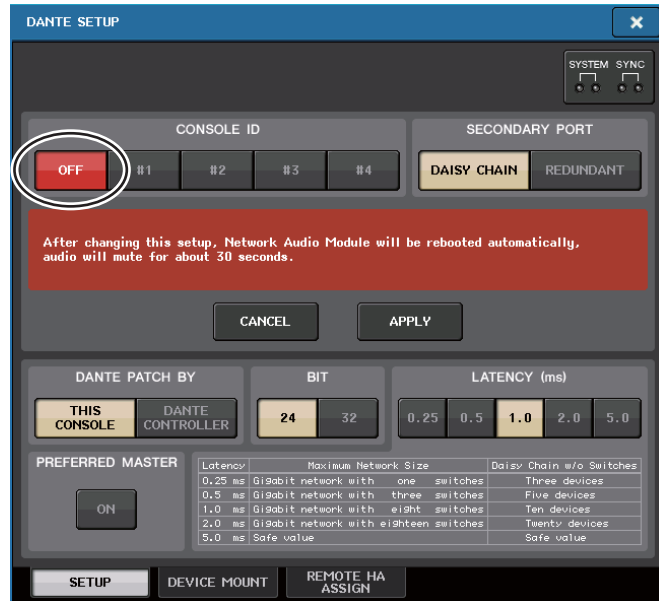 DANTE SETUP
SYSTEM SYNC
CONSOLE ID
SECONDARY PORT
OFF #1 #2 #3 #4 DAISY CHAIN REDUNDANT
After changing this setup, Network Audio Module will be rebooted automatically,
audio will mute for about 30 seconds.
CANCEL APPLY
DANTE PATCH BY
BIT
LATENCY (ms)
THIS CONSOLE DANTE CONTROLLER 24 32 0.25 0.5 1.0 2.0 5.0
PREFERRED MASTER
ON
Latency Maximum Network Size Daisy Chain w/o Switches
0.25 ms Gigabit network with one switches Three devices
0.5 ms Gigabit network with three switches Five devices
1.0 ms Gigabit network with eight switches Ten devices
2.0 ms Gigabit network with eighteen switches Twenty devices
5.0 ms Safe value Safe value
SETUP DEVICE MOUNT REMOTE HA ASSIGN